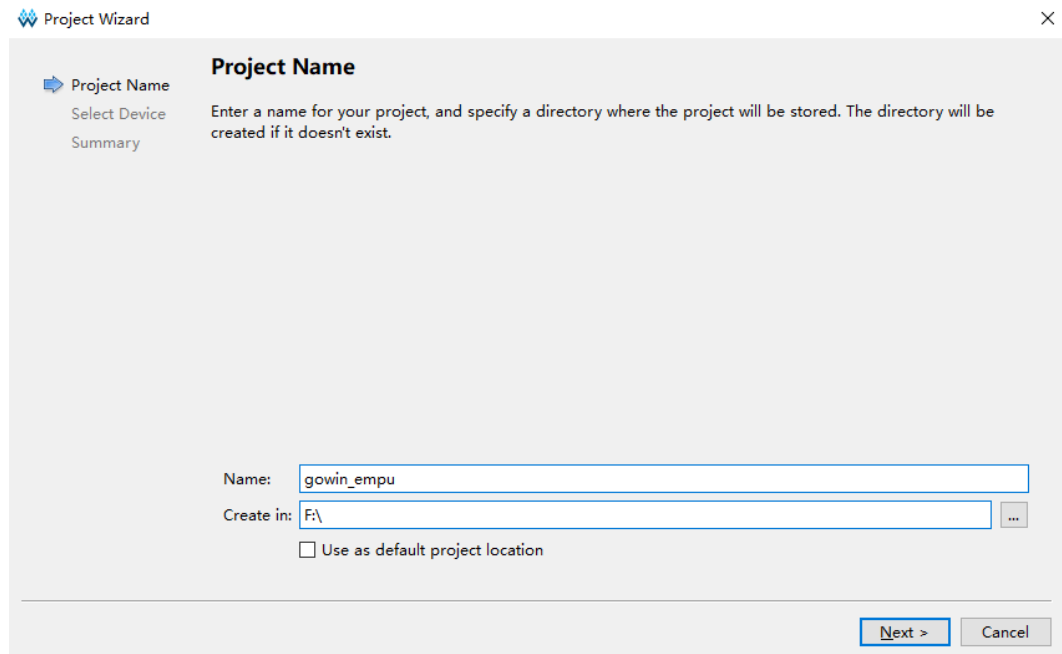 Project Wizard
Project Name
Select Device
Summary
Project Name
Enter a name for your project, and specify a directory where the project will be stored. The directory will be
created if it doesn't exist.
Name: gowin_empu
Create in: F:\ ...
Use as default project location
Next > Cancel